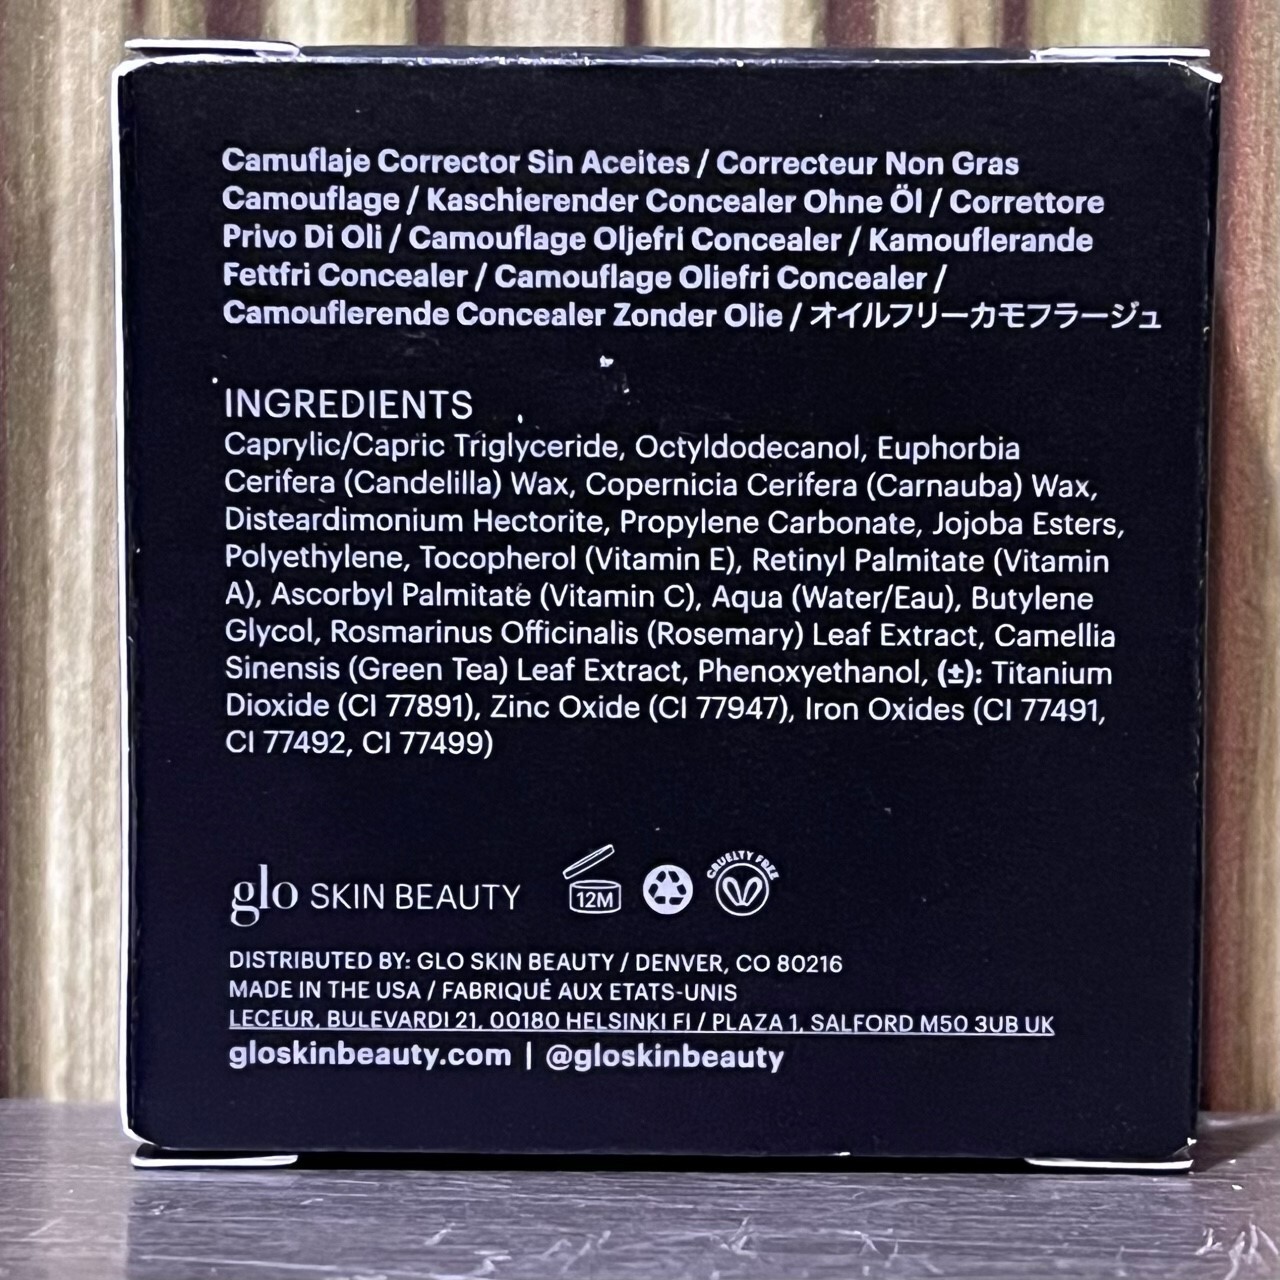 Camuflaje Corrector Sin Aceites / Correcteur Non Gras
Camouflage / Kaschierender Concealer Ohne Öl / Correttore
Privo Di Oli / Camouflage Oljefri Concealer / Kamouflerande
Fettfri Concealer / Camouflage Oliefri Concealer /
Camouflerende Concealer Zonder Olie / オイルフリーカモフラージュ
INGREDIENTS
Caprylic/Capric Triglyceride, Octyldodecanol, Euphorbia
Cerifera (Candelilla) Wax, Copernicia Cerifera (Carnauba) Wax,
Disteardimonium Hectorite, Propylene Carbonate, Jojoba Esters,
Polyethylene, Tocopherol (Vitamin E), Retinyl Palmitate (Vitamin
A), Ascorbyl Palmitate (Vitamin C), Aqua (Water/Eau), Butylene
Glycol, Rosmarinus Officinalis (Rosemary) Leaf Extract, Camellia
Sinensis (Green Tea) Leaf Extract, Phenoxyethanol, (±): Titanium
Dioxide (CI 77891), Zinc Oxide (CI 77947), Iron Oxides (CI 77491,
CI 77492, CI 77499)
glo SKIN BEAUTY
12M
CRUELTY FREE
DISTRIBUTED BY: GLO SKIN BEAUTY / DENVER, CO 80216
MADE IN THE USA / FABRIQUÉ AUX ETATS-UNIS
LECEUR, BULEVARDI 21, 00180 HELSINKI FI / PLAZA 1, SALFORD M50 3UB UK
gloskinbeauty.com | @gloskinbeauty